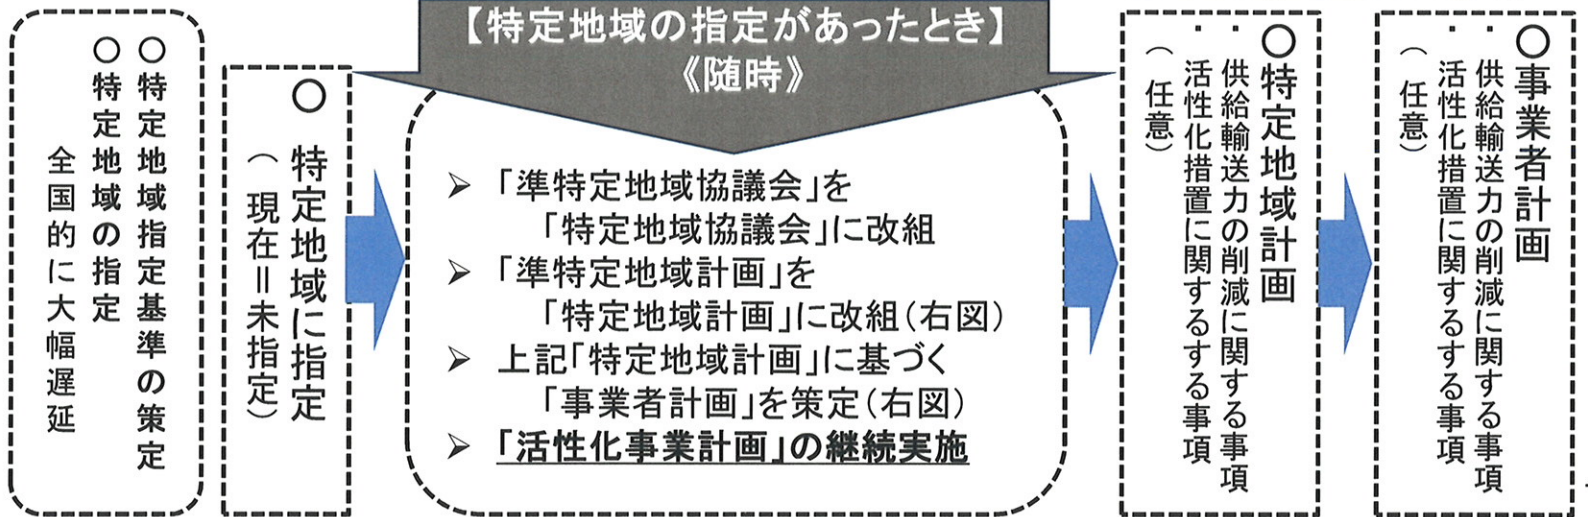 ○特定地域指定基準の策定
○特定地域の指定
全国的に大幅遅延
○ 特定地域に指定
（現在＝未指定）
【特定地域の指定があったとき】
《随時》
➢ 「準特定地域協議会」を
「特定地域協議会」に改組
➢ 「準特定地域計画」を
「特定地域計画」に改組（右図）
➢ 上記「特定地域計画」に基づく
「事業者計画」を策定（右図）
➢ 「活性化事業計画」の継続実施
○特定地域計画
・供給輸送力の削減に関する事項
・活性化措置に関するする事項
（任意）
○事業者計画
・供給輸送力の削減に関する事項
・活性化措置に関するする事項
（任意）